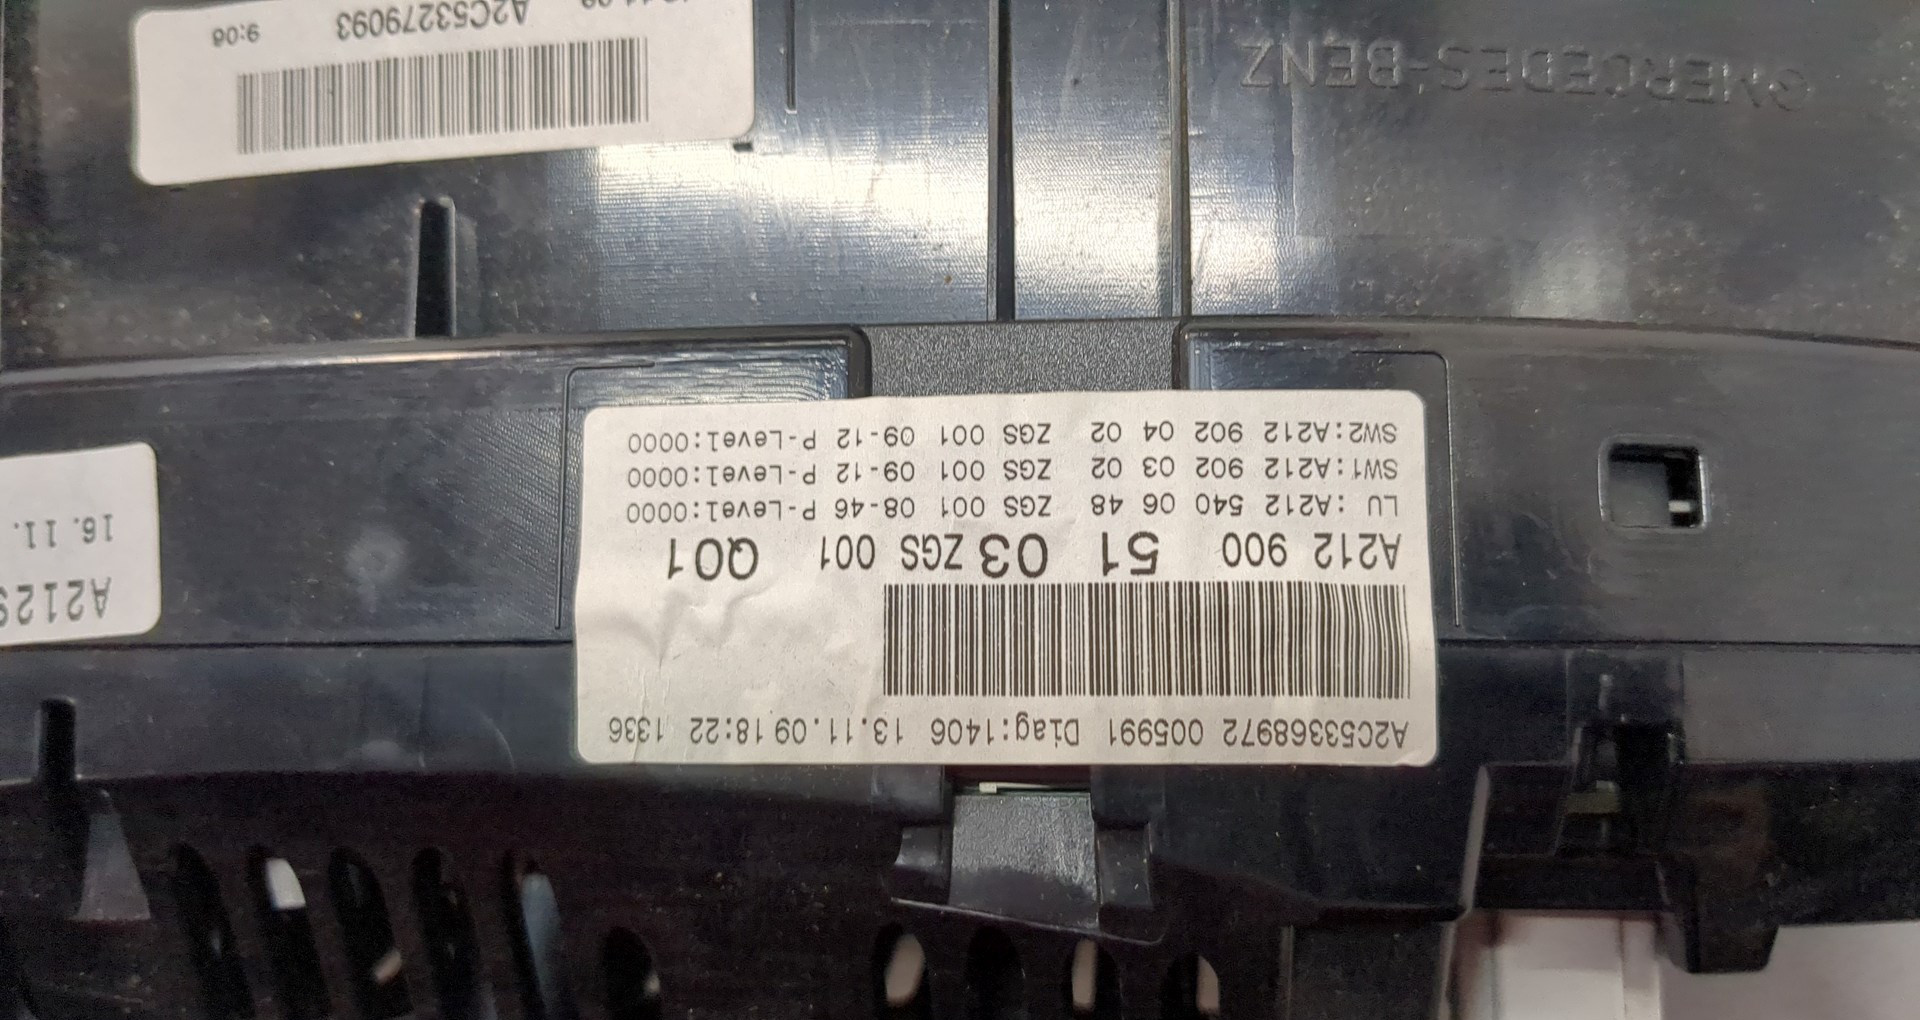 A2C53368972 005991 Diag:1406 13.11.09 18:22 1336
A212 900 51 03 ZGS 001 Q01
LU :A212 540 06 48 ZGS 001 08-46 P-Level:0000
SW1:A212 902 03 02 ZGS 001 09-12 P-Level:0000
SW2:A212 902 04 02 ZGS 001 09-12 P-Level:0000
A2129
16.11.
MERCEDES-BENZ
A2C53279093
9:06